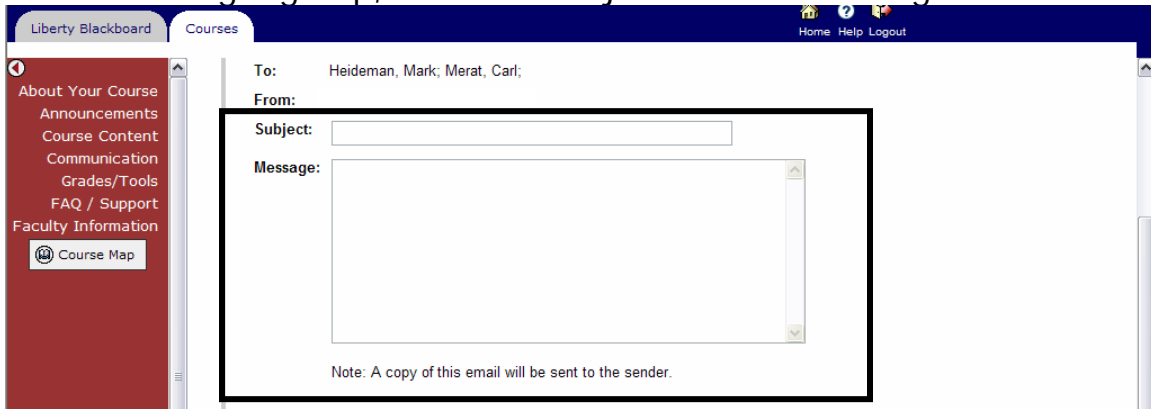 Liberty Blackboard Courses
Home Help Logout
About Your Course
Announcements
Course Content
Communication
Grades/Tools
FAQ / Support
Faculty Information
Course Map
To: Heideman, Mark; Merat, Carl;
From:
Subject:
Message:
Note: A copy of this email will be sent to the sender.